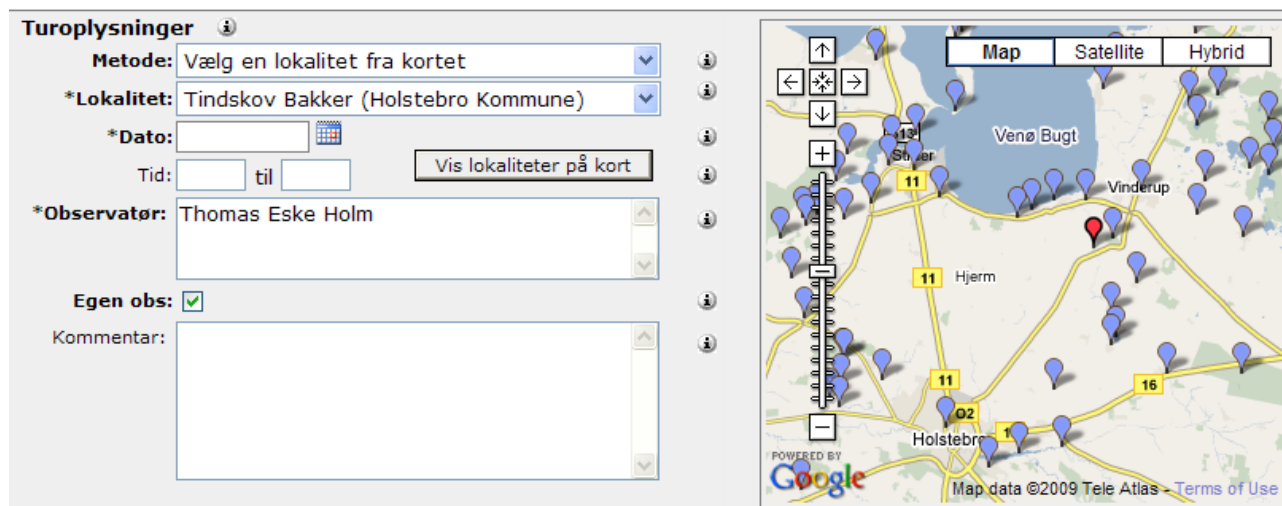 Turoplysninger
Metode: Vælg en lokalitet fra kortet
*Lokalitet: Tindskov Bakker (Holstebro Kommune)
*Dato:
Vis lokaliteter på kort
Tid: til
*Observatør: Thomas Eske Holm
Egen obs:
Kommentar:
Map Satellite Hybrid
Venø Bugt
11
Vinderup
11 Hjerm
11
16
O2
Holstebro
POWERED BY
Google
Map data ©2009 Tele Atlas - Terms of Use